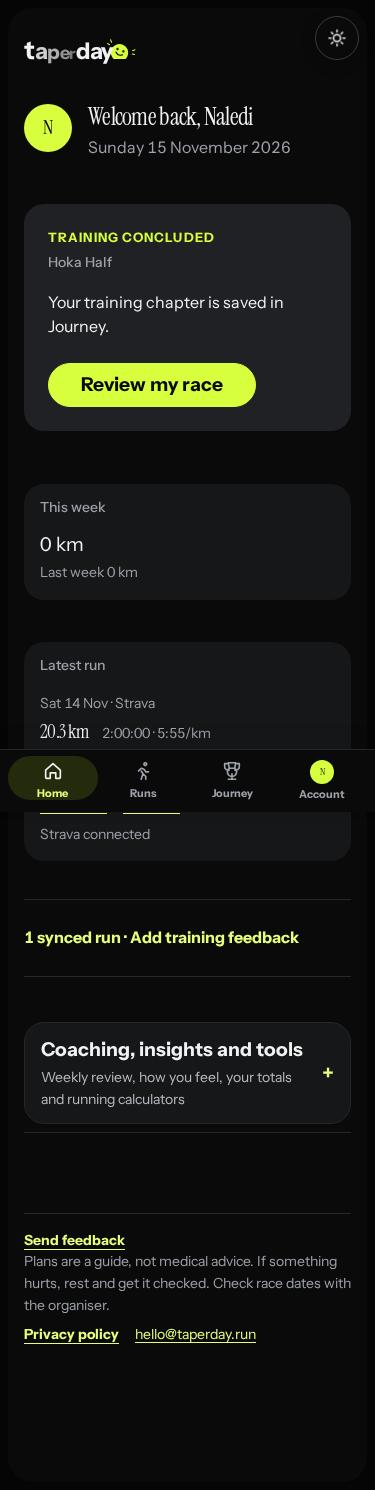 taperday
N
Welcome back, Naledi
Sunday 15 November 2026
TRAINING CONCLUDED
Hoka Half
Your training chapter is saved in
Journey.
Review my race
This week
0 km
Last week 0 km
Latest run
Sat 14 Nov · Strava
20.3 km 2:00:00 · 5:55/km
Home
Runs
Journey
N
Account
Strava connected
1 synced run · Add training feedback
Coaching, insights and tools
Weekly review, how you feel, your totals
and running calculators
+
Send feedback
Plans are a guide, not medical advice. If something
hurts, rest and get it checked. Check race dates with
the organiser.
Privacy policy hello@taperday.run